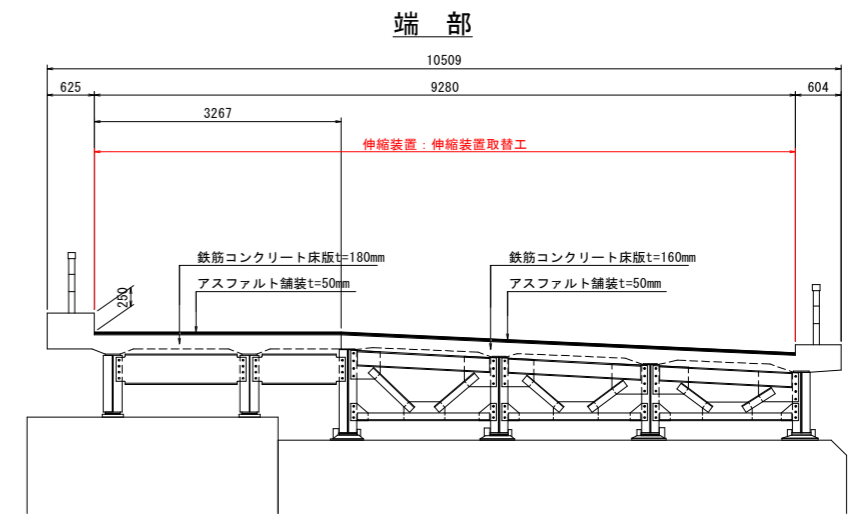 端 部
10509
625
9280
604
3267
伸縮装置：伸縮装置取替工
鉄筋コンクリート床版t=180mm
鉄筋コンクリート床版t=160mm
アスファルト舗装t=50mm
アスファルト舗装t=50mm
250